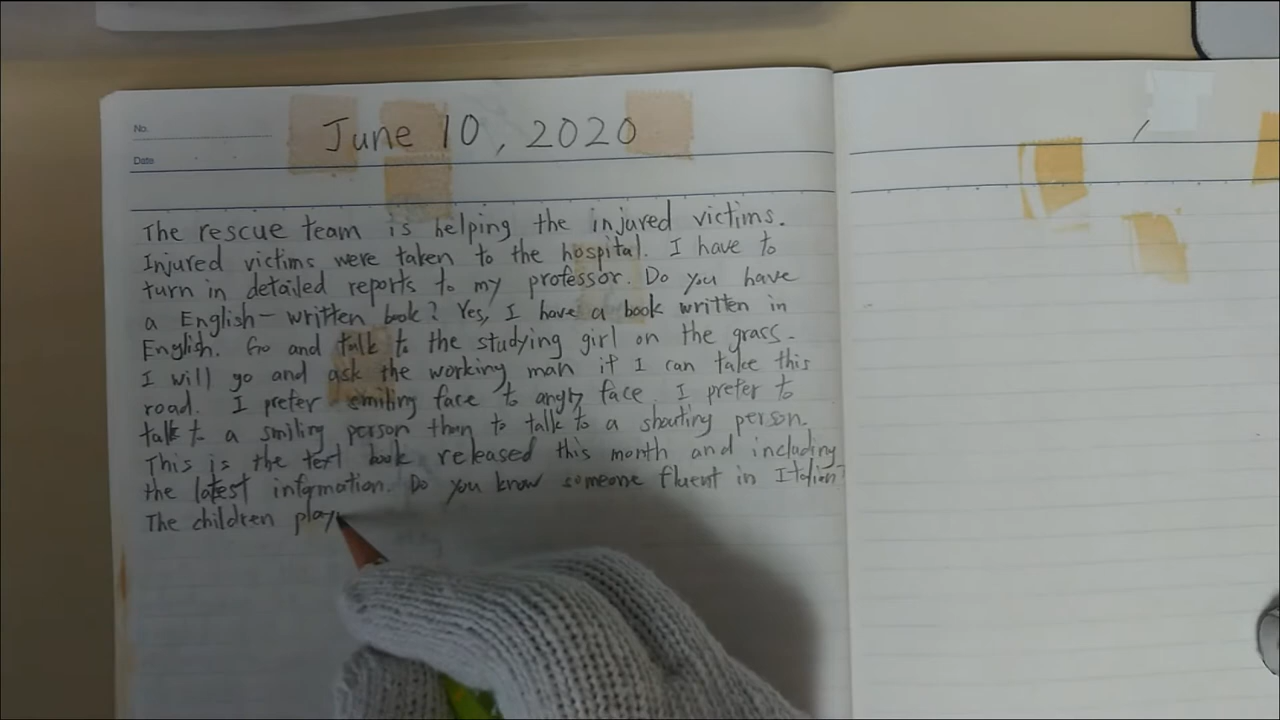 No.
June 10, 2020
Date
The rescue team is helping the injured victims.
Injured victims were taken to the hospital. I have to
turn in detailed reports to my professor. Do you have
a English-written book? Yes, I have a book written in
English. Go and talk to the studying girl on the grass.
I will go and ask the working man if I can take this
road. I prefer smiling face to angry face. I prefer to
talk to a smiling person than to talk to a shouting person.
This is the text book released this month and including
the latest information. Do you know someone fluent in Italian?
The children play